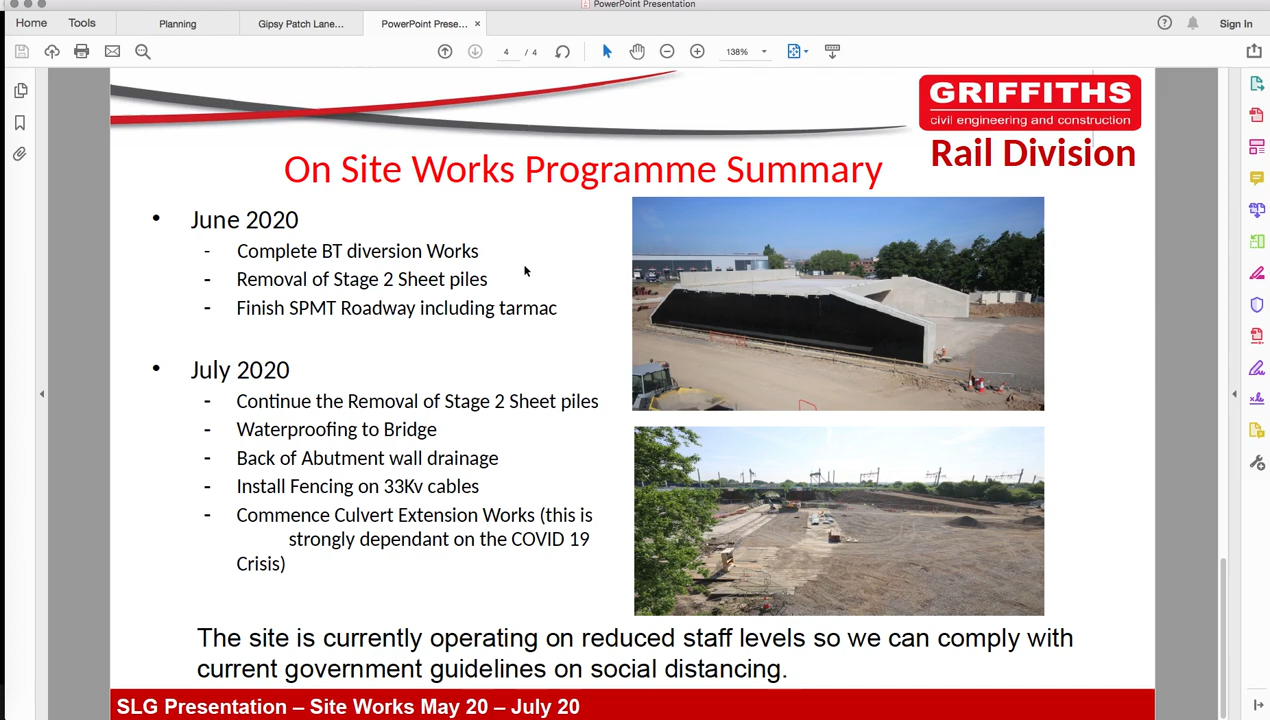 PowerPoint Presentation
Home Tools Planning Gipsy Patch Lane... PowerPoint Prese... × Sign In
4 / 4 138%
GRIFFITHS
civil engineering and construction
Rail Division
On Site Works Programme Summary
• June 2020
- Complete BT diversion Works
- Removal of Stage 2 Sheet piles
- Finish SPMT Roadway including tarmac
• July 2020
- Continue the Removal of Stage 2 Sheet piles
- Waterproofing to Bridge
- Back of Abutment wall drainage
- Install Fencing on 33Kv cables
- Commence Culvert Extension Works (this is
strongly dependant on the COVID 19
Crisis)
The site is currently operating on reduced staff levels so we can comply with
current government guidelines on social distancing.
SLG Presentation – Site Works May 20 – July 20